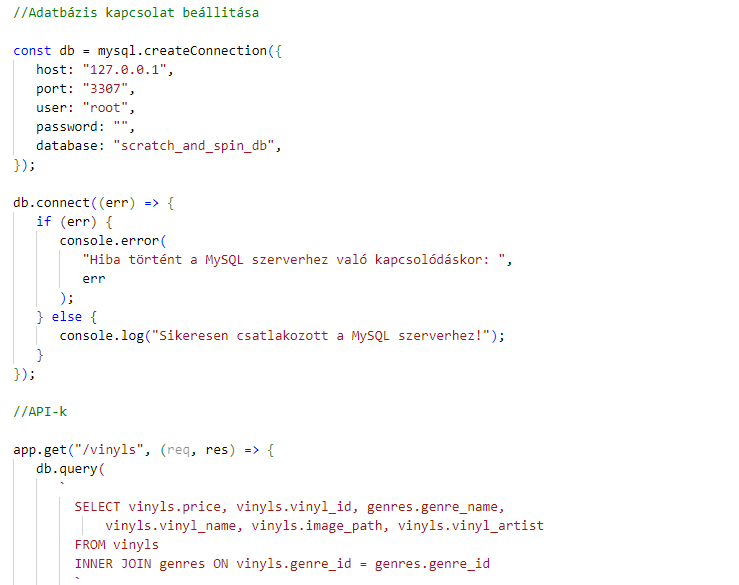 //Adatbázis kapcsolat beállitása
const db = mysql.createConnection({
host: "127.0.0.1",
port: "3307",
user: "root",
password: "",
database: "scratch_and_spin_db",
});
db.connect((err) => {
if (err) {
console.error(
"Hiba történt a MySQL szerverhez való kapcsolódáskor: ",
err
);
} else {
console.log("Sikeresen csatlakozott a MySQL szerverhez!");
}
});
//API-k
app.get("/vinyls", (req, res) => {
db.query(
`
SELECT vinyls.price, vinyls.vinyl_id, genres.genre_name,
vinyls.vinyl_name, vinyls.image_path, vinyls.vinyl_artist
FROM vinyls
INNER JOIN genres ON vinyls.genre_id = genres.genre_id
`